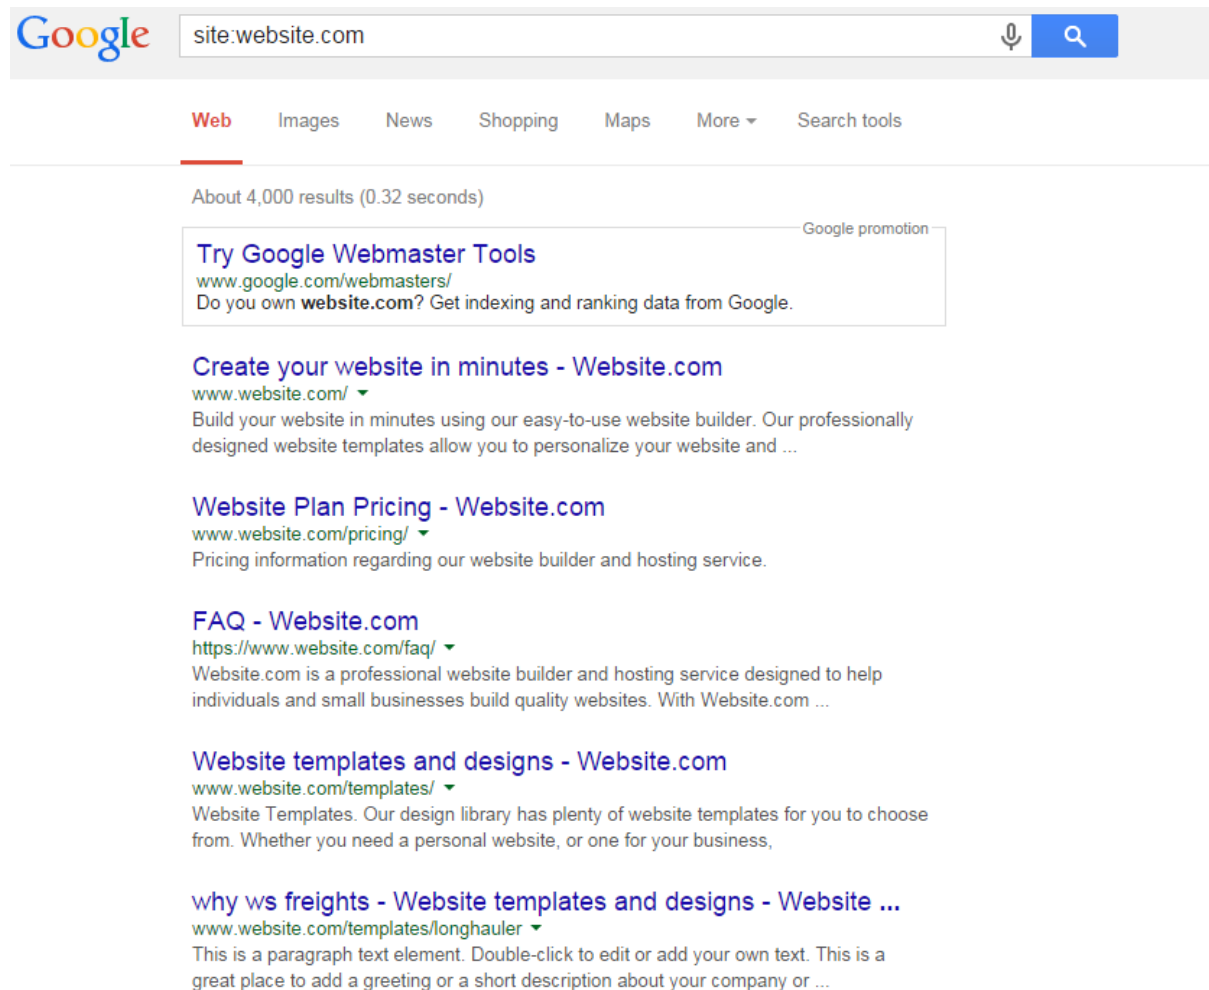 Google site:website.com
Web Images News Shopping Maps More Search tools
About 4,000 results (0.32 seconds)
Google promotion
Try Google Webmaster Tools
www.google.com/webmasters/
Do you own website.com? Get indexing and ranking data from Google.
Create your website in minutes - Website.com
www.website.com/
Build your website in minutes using our easy-to-use website builder. Our professionally
designed website templates allow you to personalize your website and ...
Website Plan Pricing - Website.com
www.website.com/pricing/
Pricing information regarding our website builder and hosting service.
FAQ - Website.com
https://www.website.com/faq/
Website.com is a professional website builder and hosting service designed to help
individuals and small businesses build quality websites. With Website.com ...
Website templates and designs - Website.com
www.website.com/templates/
Website Templates. Our design library has plenty of website templates for you to choose
from. Whether you need a personal website, or one for your business,
why ws freights - Website templates and designs - Website ...
www.website.com/templates/longhauler
This is a paragraph text element. Double-click to edit or add your own text. This is a
great place to add a greeting or a short description about your company or ...